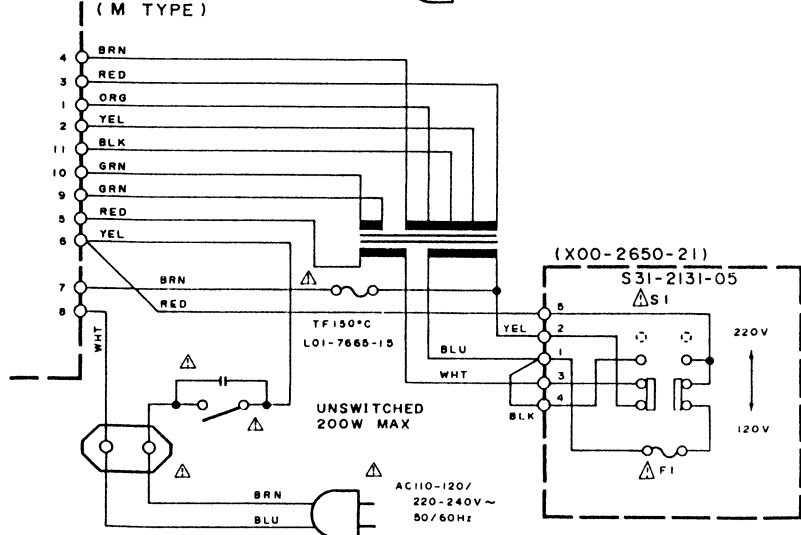 (M TYPE)
4 BRN
3 RED
1 ORG
2 YEL
11 BLK
10 GRN
9 GRN
5 RED
6 YEL
(X00-2650-21)
S31-2131-05
7 BRN
S1
8 RED
5
TF150°C
YEL 2
220V
WHT
L01-7665-15
BLU 1
WHT 3
4
BLK
UNSWITCHED
200W MAX
120V
F1
AC110-120/
220-240V~
50/60Hz
BRN
BLU